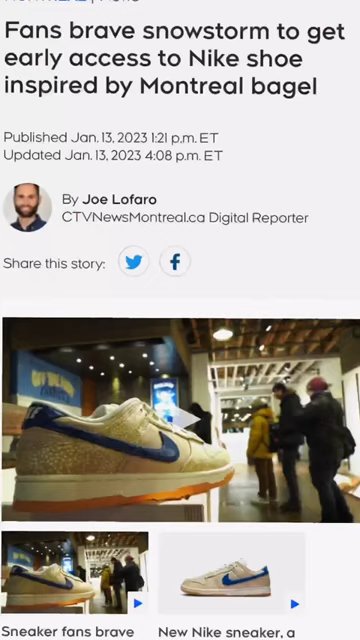 Fans brave snowstorm to get
early access to Nike shoe
inspired by Montreal bagel
Published Jan. 13, 2023 1:21 p.m. ET
Updated Jan. 13, 2023 4:08 p.m. ET
By Joe Lofaro
CTVNewsMontreal.ca Digital Reporter
Share this story:
Sneaker fans brave
New Nike sneaker, a